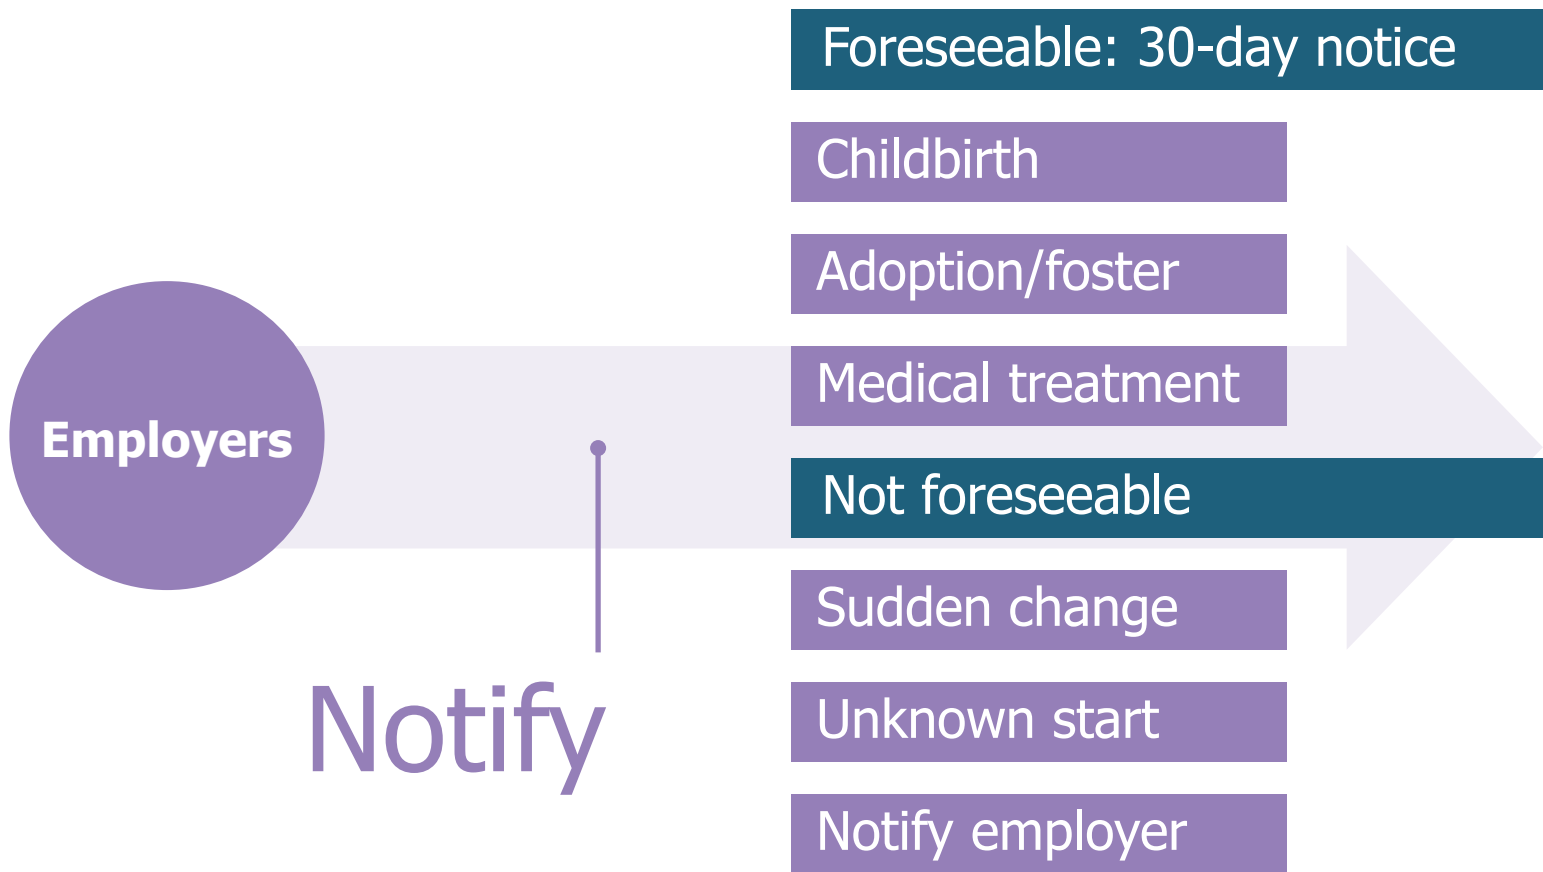 Employers
Notify
Foreseeable: 30-day notice
Childbirth
Adoption/foster
Medical treatment
Not foreseeable
Sudden change
Unknown start
Notify employer